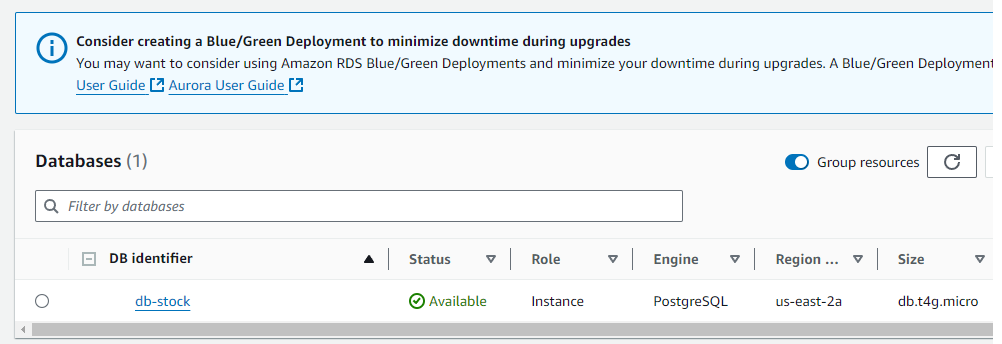 Consider creating a Blue/Green Deployment to minimize downtime during upgrades
You may want to consider using Amazon RDS Blue/Green Deployments and minimize your downtime during upgrades. A Blue/Green Deployment
User Guide Aurora User Guide
Databases (1)
Group resources
Filter by databases
DB identifier Status Role Engine Region ... Size
db-stock Available Instance PostgreSQL us-east-2a db.t4g.micro